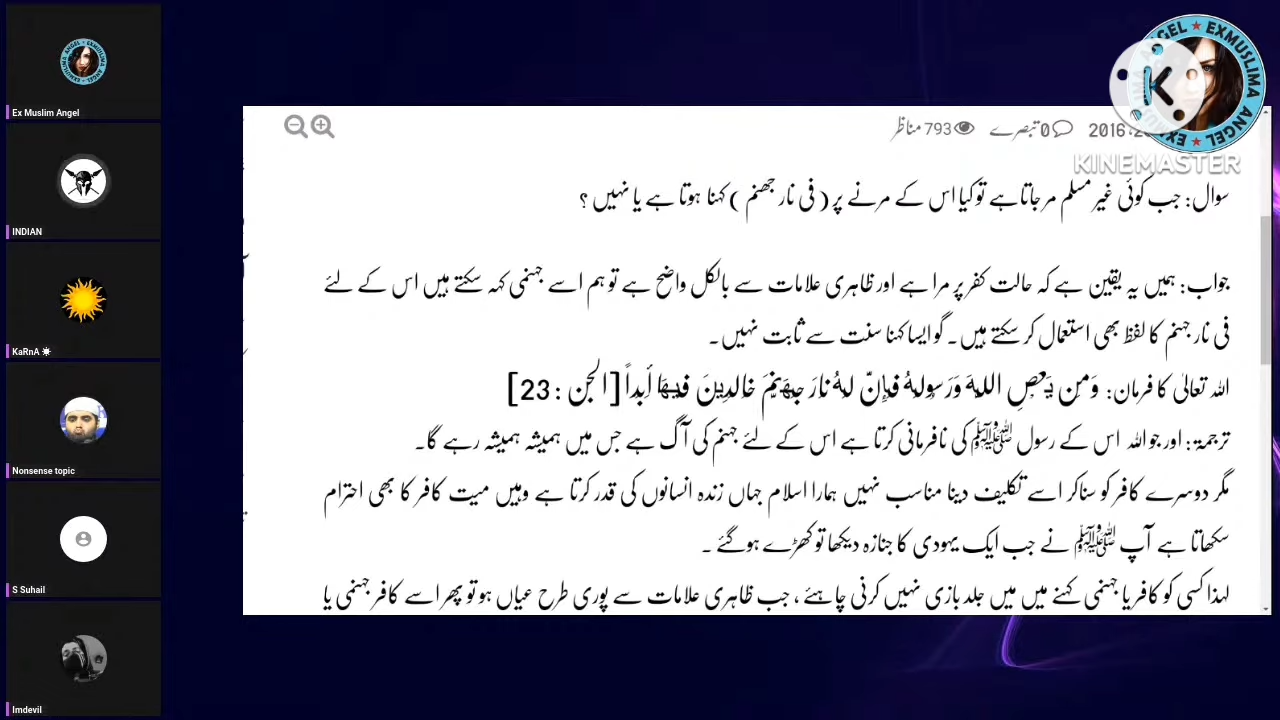 Ex Muslim Angel
INDIAN
KaRnA ☀
Nonsense topic
S Suhail
Imdevil
EXMUSLIMA ★ ANGEL ★
K
KINEMASTER
2016 0 تبصرے 793 مناظر
سوال: جب کوئی غیر مسلم مر جاتا ہے تو کیا اس کے مرنے پر ( فی نار جھنم ) کہنا ہوتا ہے یا نہیں ؟
جواب: ہمیں یہ یقین ہے کہ حالت کفر پر مرا ہے اور ظاہری علامات سے بالکل واضح ہے تو ہم اسے جہنمی کہہ سکتے ہیں اس کے لئے
فی نار جہنم کا لفظ بھی استعمال کر سکتے ہیں۔ گو ایسا کہنا سنت سے ثابت نہیں۔
اللہ تعالیٰ کا فرمان: وَمَن يَعْصِ اللهَ وَرَسُولَهُ فَإِنَّ لَهُ نَارَ جَهَنَّمَ خَالِدِينَ فِيهَا أَبداً [الجن : 23]
ترجمۃ: اور جو اللہ اس کے رسول ﷺ کی نافرمانی کرتا ہے اس کے لئے جہنم کی آگ ہے جس میں ہمیشہ ہمیشہ رہے گا۔
مگر دوسرے کافر کو سنا کر اسے تکلیف دینا مناسب نہیں ہمارا اسلام جہاں زندہ انسانوں کی قدر کرتا ہے وہیں میت کافر کا بھی احترام
سکھاتا ہے آپ ﷺ نے جب ایک یہودی کا جنازہ دیکھا تو کھڑے ہو گئے ۔
لہذا کسی کو کافر یا جہنمی کہنے میں میں جلد بازی نہیں کرنی چاہئے ، جب ظاہری علامات سے پوری طرح عیاں ہو تو پھر اسے کافر جہنمی یا